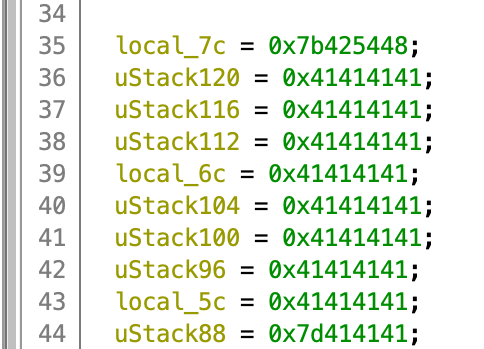 34
35 local_7c = 0x7b425448;
36 uStack120 = 0x41414141;
37 uStack116 = 0x41414141;
38 uStack112 = 0x41414141;
39 local_6c = 0x41414141;
40 uStack104 = 0x41414141;
41 uStack100 = 0x41414141;
42 uStack96 = 0x41414141;
43 local_5c = 0x41414141;
44 uStack88 = 0x7d414141;